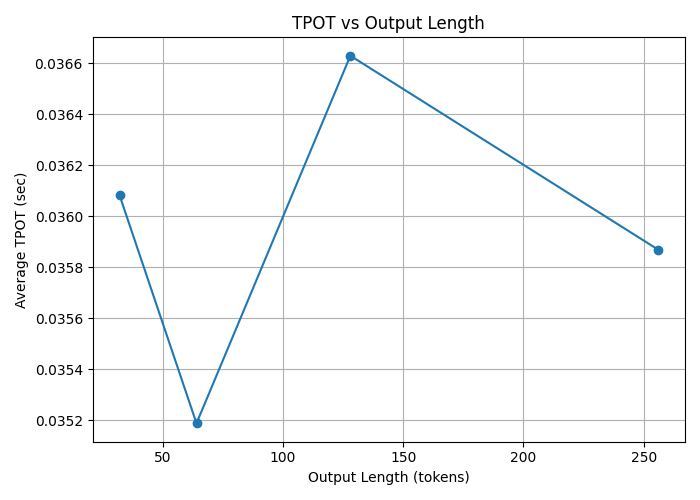 TPOT vs Output Length
0.0366
0.0364
0.0362
0.0360
0.0358
0.0356
0.0354
0.0352
Average TPOT (sec)
50 100 150 200 250
Output Length (tokens)